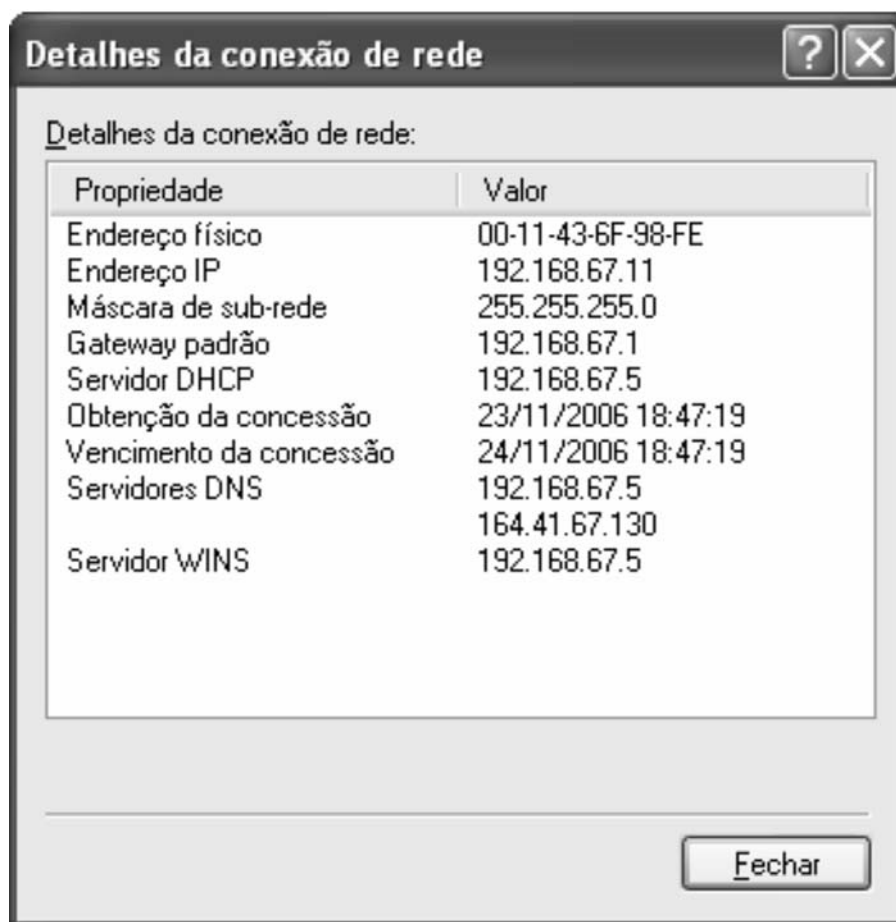 Detalhes da conexão de rede
Detalhes da conexão de rede:
Propriedade Valor
Endereço físico 00-11-43-6F-98-FE
Endereço IP 192.168.67.11
Máscara de sub-rede 255.255.255.0
Gateway padrão 192.168.67.1
Servidor DHCP 192.168.67.5
Obtenção da concessão 23/11/2006 18:47:19
Vencimento da concessão 24/11/2006 18:47:19
Servidores DNS 192.168.67.5
164.41.67.130
Servidor WINS 192.168.67.5
Fechar